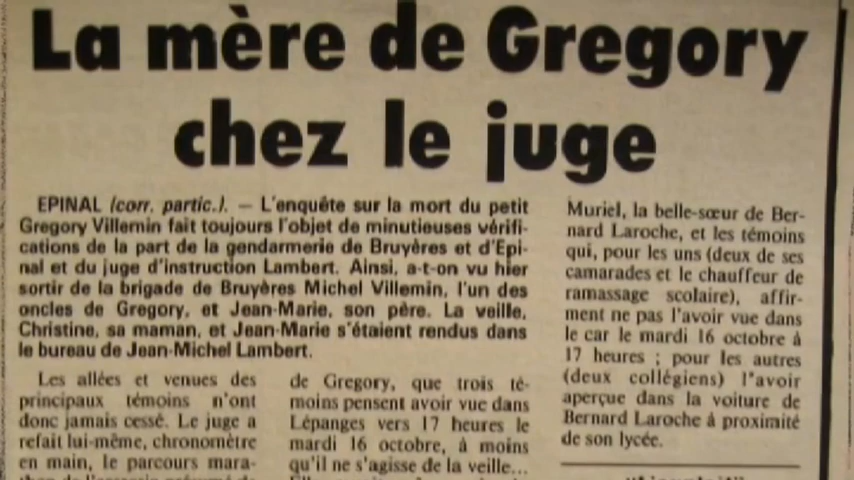 La mère de Gregory
chez le juge
EPINAL (corr. partic.). — L'enquête sur la mort du petit
Gregory Villemin fait toujours l'objet de minutieuses vérifi-
cations de la part de la gendarmerie de Bruyères et d'Epi-
nal et du juge d'instruction Lambert. Ainsi, a-t-on vu hier
sortir de la brigade de Bruyères Michel Villemin, l'un des
oncles de Gregory, et Jean-Marie, son père. La veille,
Christine, sa maman, et Jean-Marie s'étaient rendus dans
le bureau de Jean-Michel Lambert.
Les allées et venues des
principaux témoins n'ont
donc jamais cessé. Le juge a
refait lui-même, chronomètre
en main, le parcours mara-
de Gregory, que trois té-
moins pensent avoir vue dans
Lépanges vers 17 heures le
mardi 16 octobre, à moins
qu'il ne s'agisse de la veille...
Muriel, la belle-sœur de Ber-
nard Laroche, et les témoins
qui, pour les uns (deux de ses
camarades et le chauffeur de
ramassage scolaire), affir-
ment ne pas l'avoir vue dans
le car le mardi 16 octobre à
17 heures ; pour les autres
(deux collégiens) l'avoir
aperçue dans la voiture de
Bernard Laroche à proximité
de son lycée.